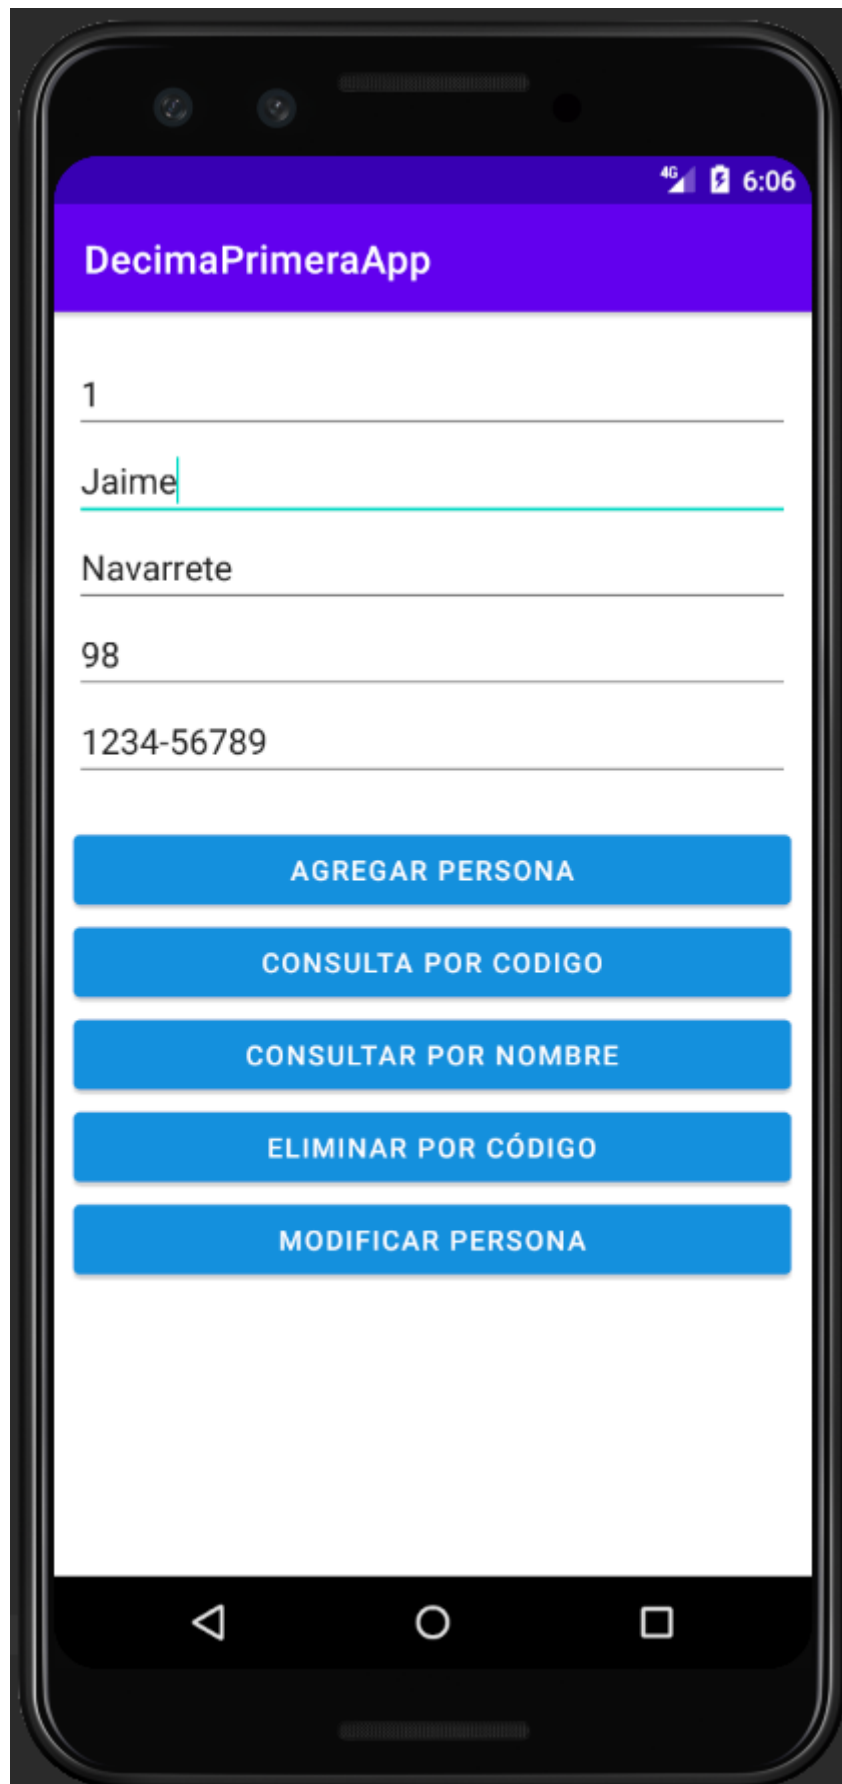 4G 6:06
DecimaPrimeraApp
1
Jaime
Navarrete
98
1234-56789
AGREGAR PERSONA
CONSULTA POR CODIGO
CONSULTAR POR NOMBRE
ELIMINAR POR CÓDIGO
MODIFICAR PERSONA